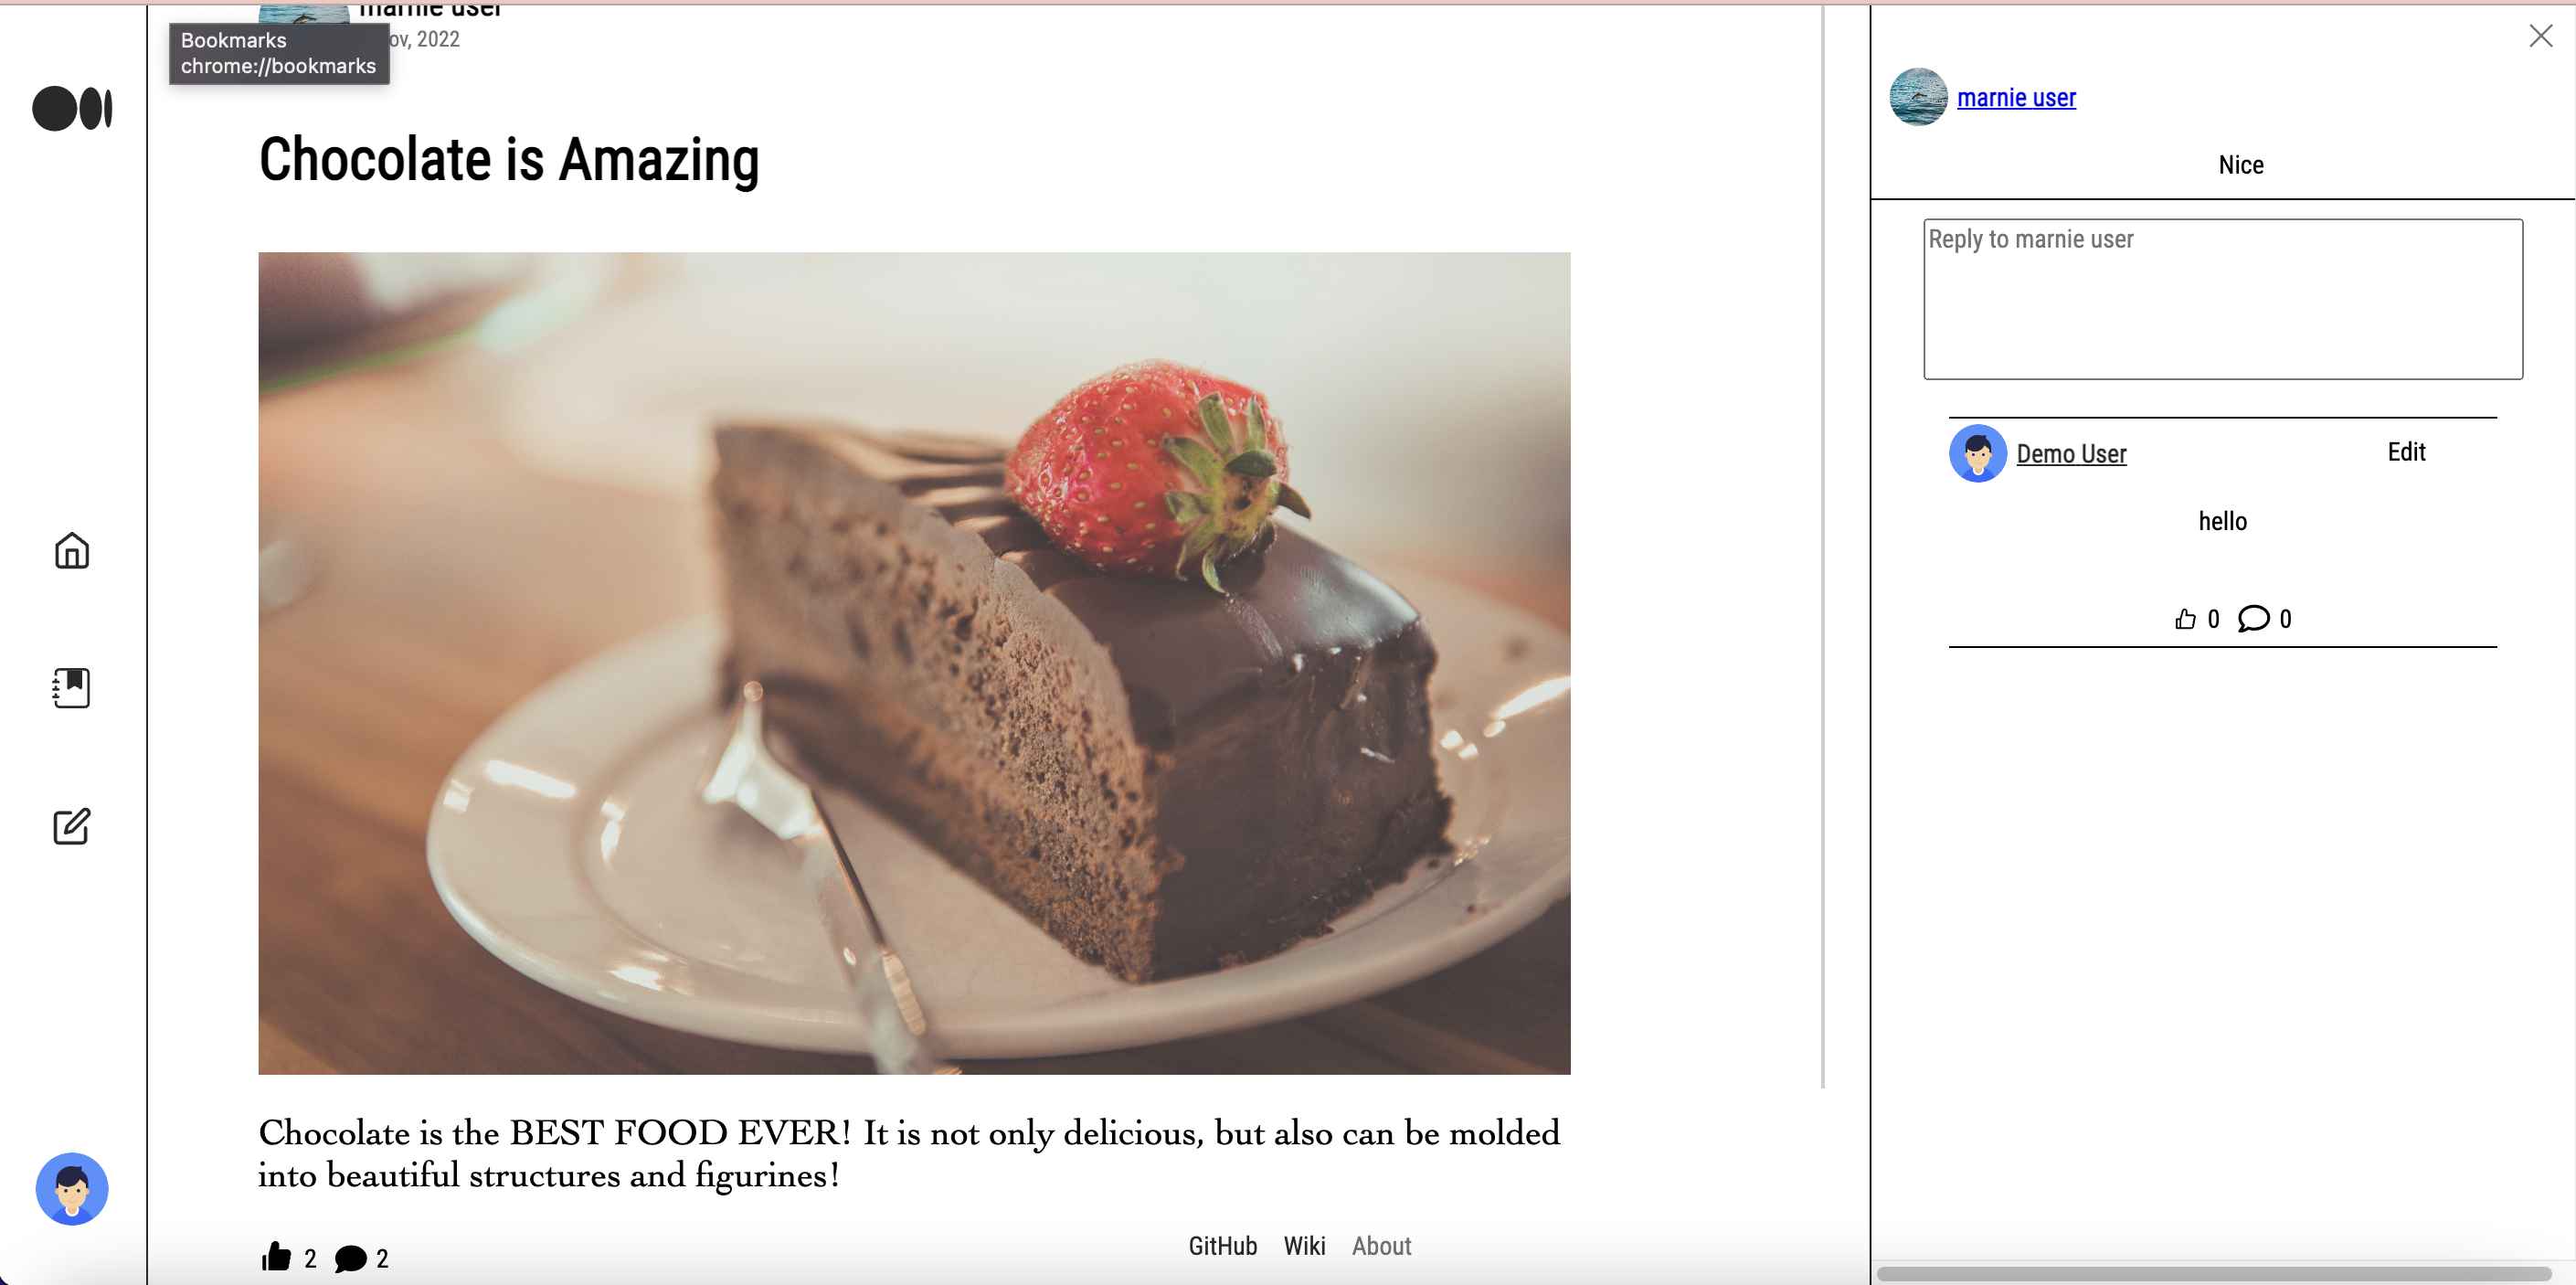 marnie user
Bookmarks
chrome://bookmarks
ov, 2022
Chocolate is Amazing
Chocolate is the BEST FOOD EVER! It is not only delicious, but also can be molded
into beautiful structures and figurines!
2 2
GitHub Wiki About
marnie user
Nice
Reply to marnie user
Demo User
Edit
hello
0 0